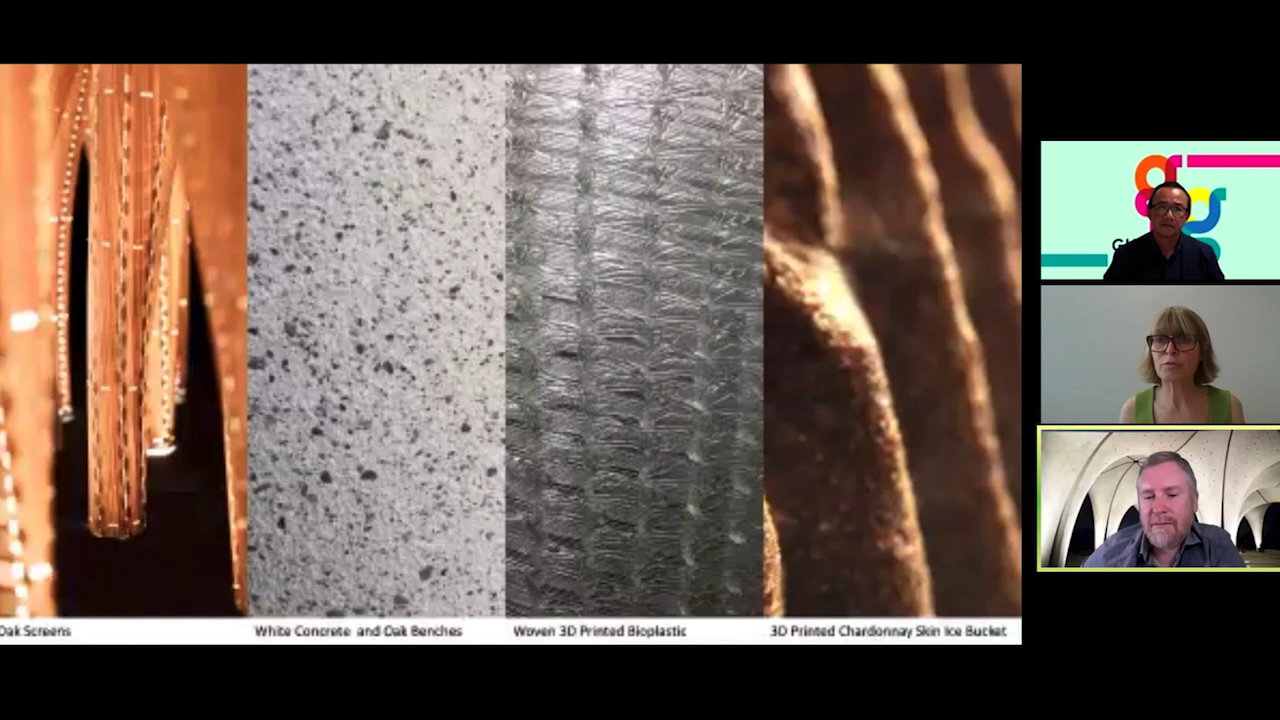 Oak Screens
White Concrete and Oak Benches
Woven 3D Printed Bioplastic
3D Printed Chardonnay Skin Ice Bucket